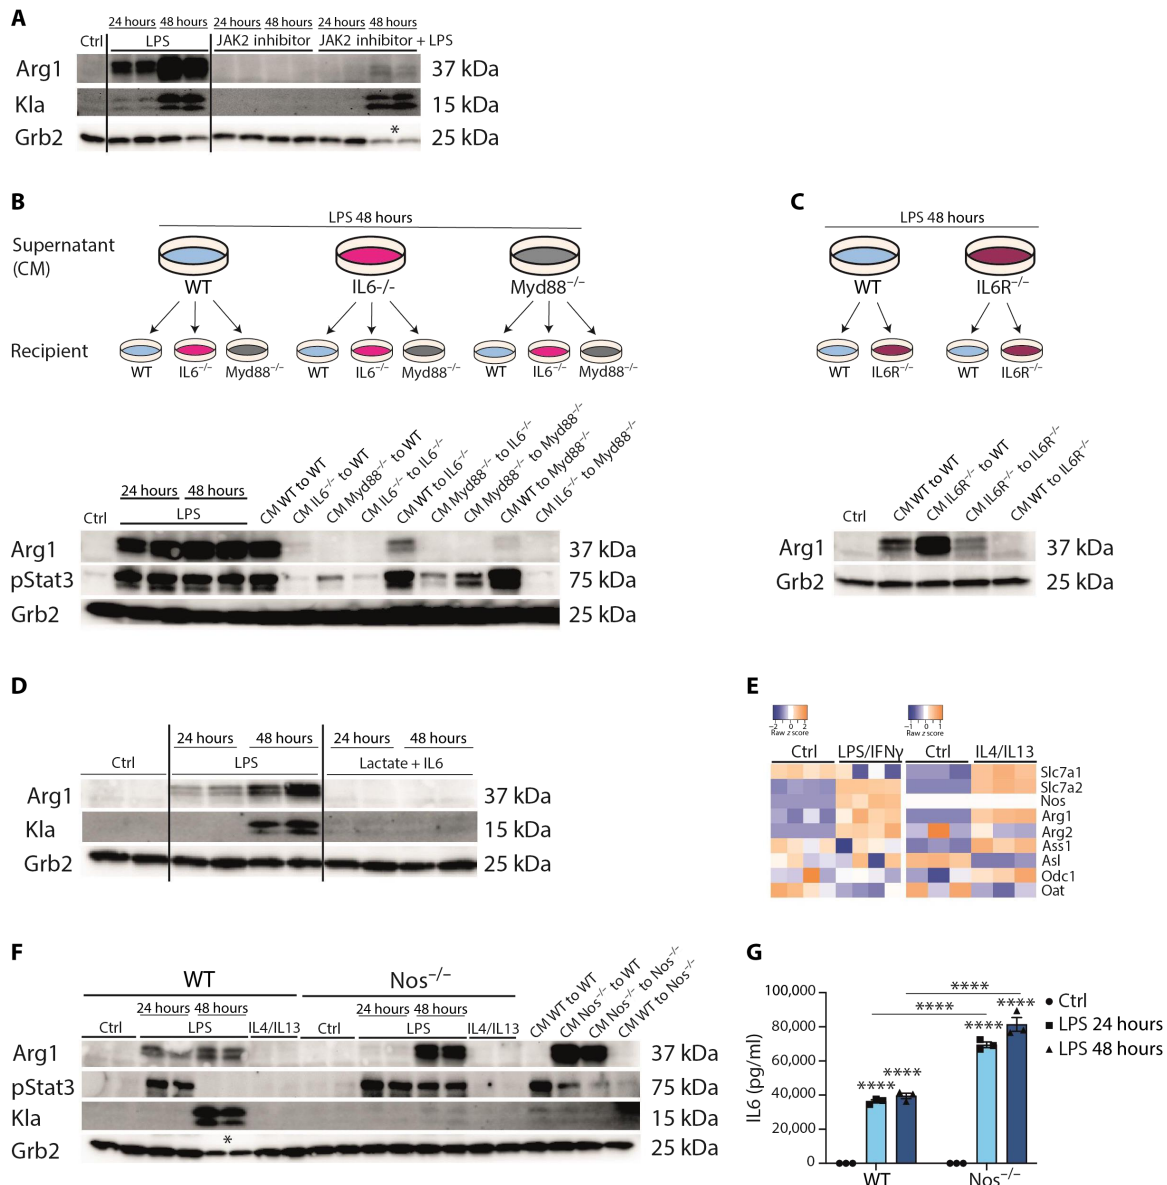 A
24 hours 48 hours 24 hours 48 hours 24 hours 48 hours
Ctrl LPS JAK2 inhibitor JAK2 inhibitor + LPS
Arg1 37 kDa
Kla 15 kDa
Grb2 * 25 kDa
B
LPS 48 hours
Supernatant
(CM)
WT IL6-/- Myd88−/−
Recipient
WT IL6−/− Myd88−/− WT IL6−/− Myd88−/− WT IL6−/− Myd88−/−
CM WT to WT
CM IL6−/− to WT
CM Myd88−/− to WT
CM IL6−/− to IL6−/−
CM WT to IL6−/−
CM Myd88−/− to IL6−/−
CM Myd88−/− to Myd88−/−
CM WT to Myd88−/−
CM IL6−/− to Myd88−/−
24 hours 48 hours
Ctrl LPS
Arg1 37 kDa
pStat3 75 kDa
Grb2 25 kDa
C
LPS 48 hours
WT IL6R−/−
WT IL6R−/− WT IL6R−/−
CM WT to WT
CM IL6R−/− to WT
CM IL6R−/− to IL6R−/−
CM WT to IL6R−/−
Ctrl
Arg1 37 kDa
Grb2 25 kDa
D
24 hours 48 hours 24 hours 48 hours
Ctrl LPS Lactate + IL6
Arg1 37 kDa
Kla 15 kDa
Grb2 25 kDa
E
−2 0 2
Raw z score
−1 0 1
Raw z score
Ctrl LPS/IFNγ Ctrl IL4/IL13
Slc7a1
Slc7a2
Nos
Arg1
Arg2
Ass1
Asl
Odc1
Oat
F
WT Nos−/−
CM WT to WT
CM Nos−/− to WT
CM Nos−/− to Nos−/−
CM WT to Nos−/−
24 hours 48 hours 24 hours 48 hours
Ctrl LPS IL4/IL13 Ctrl LPS IL4/IL13
Arg1 37 kDa
pStat3 75 kDa
Kla 15 kDa
Grb2 * 25 kDa
G
IL6 (pg/ml)
100,000
80,000
60,000
40,000
20,000
0
****
****
**** **** **** ****
WT Nos−/−
Ctrl
LPS 24 hours
LPS 48 hours